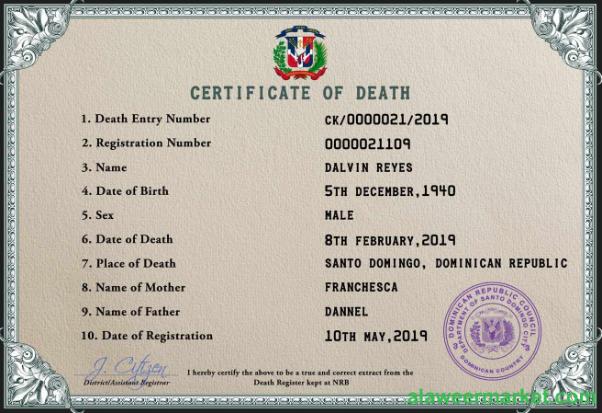 CERTIFICATE OF DEATH
1. Death Entry Number CK/0000021/2019
2. Registration Number 0000021109
3. Name DALVIN REYES
4. Date of Birth 5TH DECEMBER,1940
5. Sex MALE
6. Date of Death 8TH FEBRUARY,2019
7. Place of Death SANTO DOMINGO, DOMINICAN REPUBLIC
8. Name of Mother FRANCHESCA
9. Name of Father DANNEL
10. Date of Registration 10TH MAY,2019
DOMINICAN REPUBLIC COUNCIL
DEPARTMENT OF SANTO DOMINGO CITY
DOMINICAN COUNTRY
J. Citizen
District/Assistant Registrar
I hereby certify the above to be a true and correct extract from the
Death Register kept at NRB
alaweermarket.com